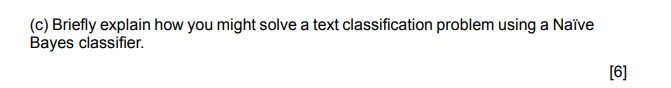 (c) Briefly explain how you might solve a text classification problem using a Naïve
Bayes classifier.
[6]